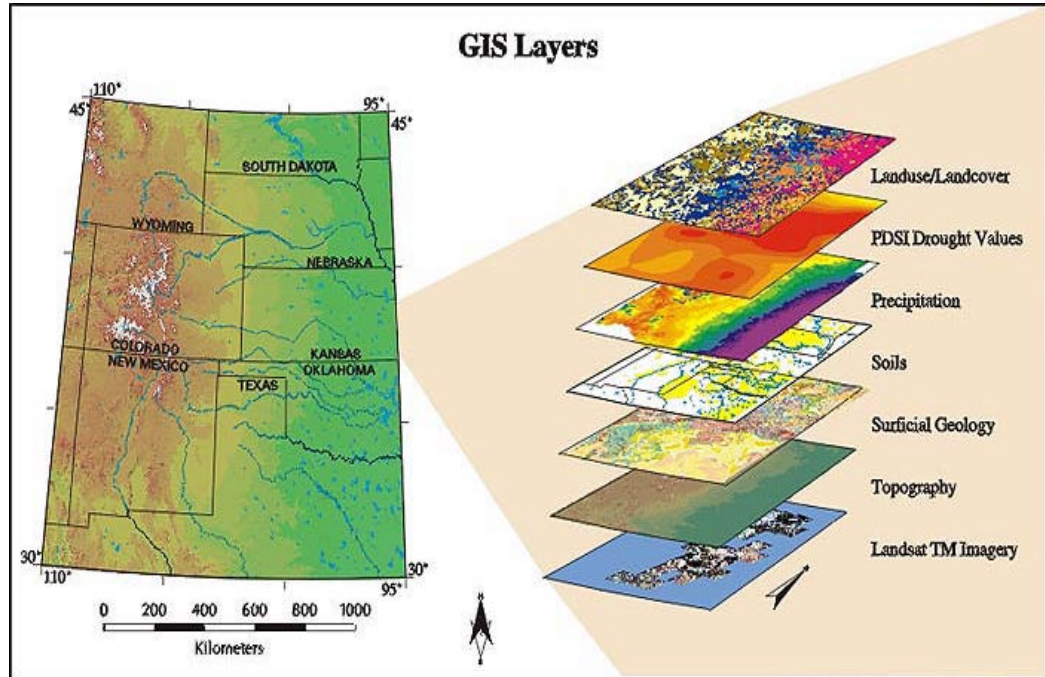 GIS Layers
110°
45°
95°
45°
SOUTH DAKOTA
WYOMING
NEBRASKA
COLORADO
NEW MEXICO
KANSAS
OKLAHOMA
TEXAS
30°
110°
30°
95°
0 200 400 600 800 1000
Kilometers
N
Landuse/Landcover
PDSI Drought Values
Precipitation
Soils
Surficial Geology
Topography
Landsat TM Imagery